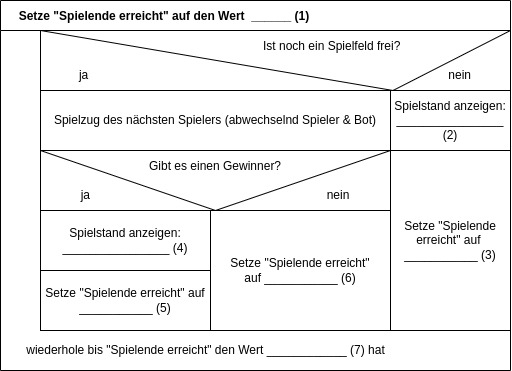 Setze "Spielende erreicht" auf den Wert ______ (1)
Ist noch ein Spielfeld frei?
ja
nein
Spielzug des nächsten Spielers (abwechselnd Spieler & Bot)
Spielstand anzeigen:
________________
(2)
Gibt es einen Gewinner?
ja
nein
Spielstand anzeigen:
________________ (4)
Setze "Spielende erreicht" auf
___________ (5)
Setze "Spielende erreicht"
auf ___________ (6)
Setze "Spielende
erreicht" auf
___________ (3)
wiederhole bis "Spielende erreicht" den Wert ____________ (7) hat